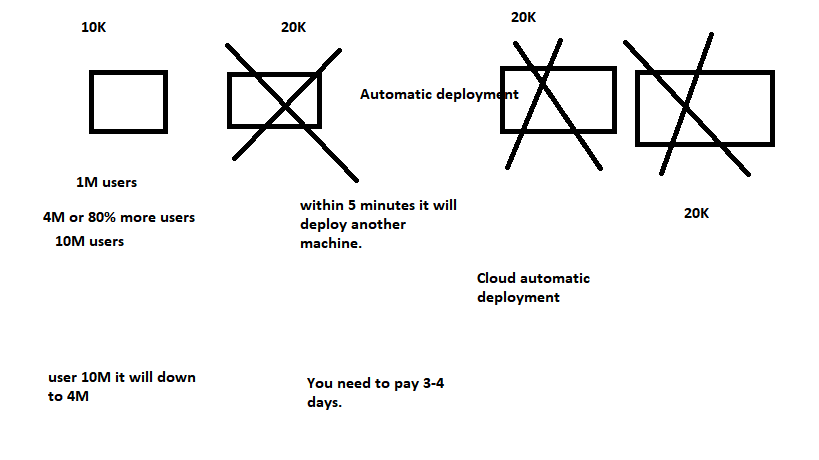 10K
20K
20K
Automatic deployment
1M users
4M or 80% more users
10M users
within 5 minutes it will
deploy another
machine.
20K
Cloud automatic
deployment
user 10M it will down
to 4M
You need to pay 3-4
days.